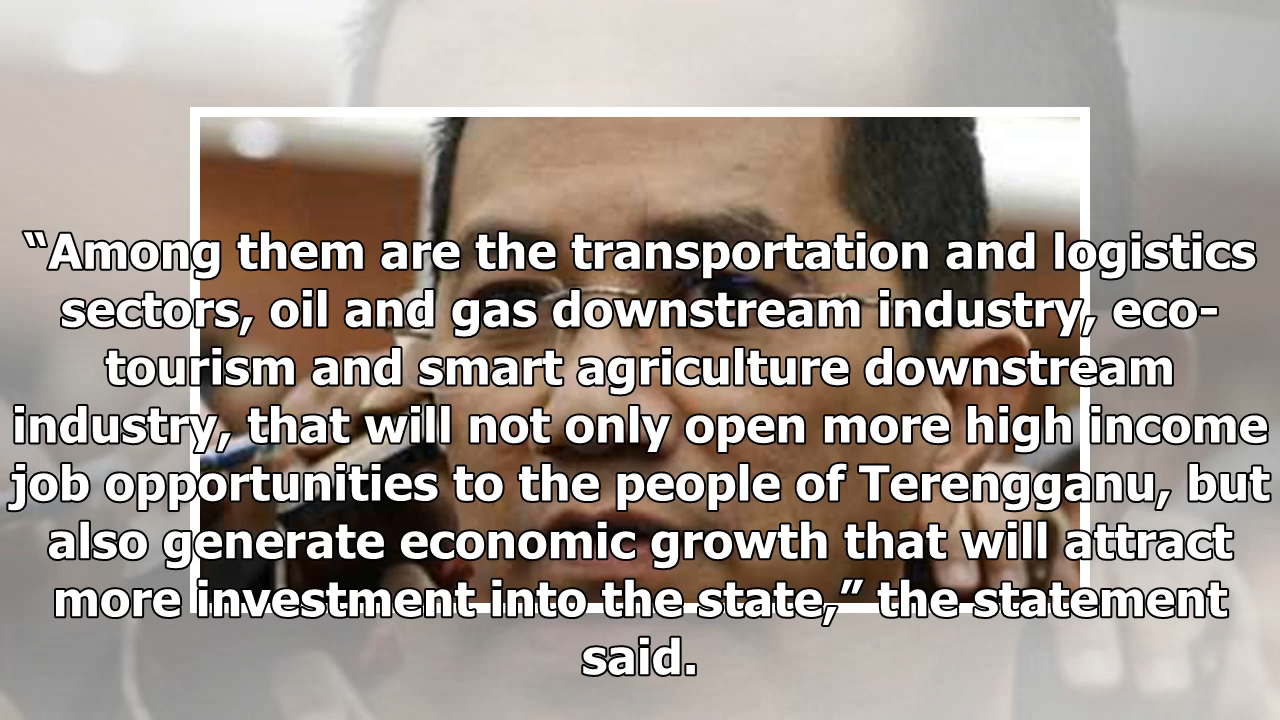 “Among them are the transportation and logistics
sectors, oil and gas downstream industry, eco-
tourism and smart agriculture downstream
industry, that will not only open more high income
job opportunities to the people of Terengganu, but
also generate economic growth that will attract
more investment into the state,” the statement
said.